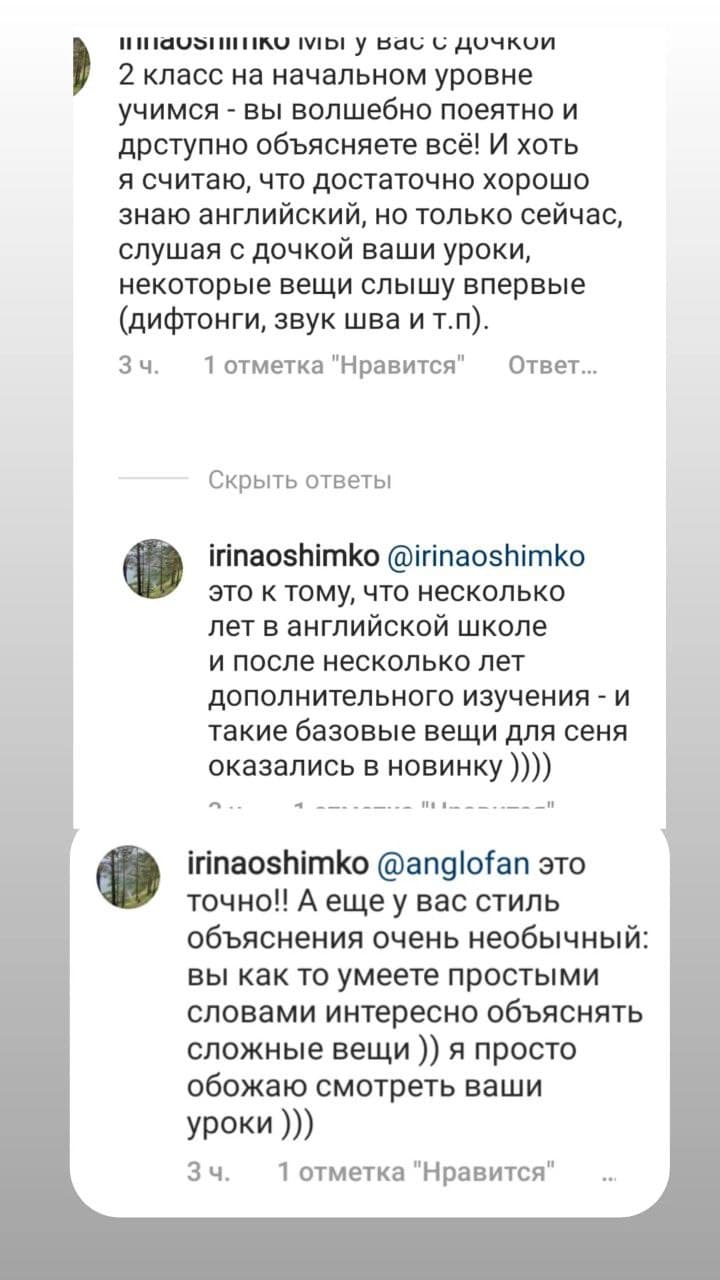 irinaoshimko Мы у вас с дочкой
2 класс на начальном уровне
учимся - вы волшебно поеятно и
дрступно объясняете всё! И хоть
я считаю, что достаточно хорошо
знаю английский, но только сейчас,
слушая с дочкой ваши уроки,
некоторые вещи слышу впервые
(дифтонги, звук шва и т.п).
3 ч. 1 отметка "Нравится" Ответ...
Скрыть ответы
irinaoshimko @irinaoshimko
это к тому, что несколько
лет в английской школе
и после несколько лет
дополнительного изучения - и
такие базовые вещи для сеня
оказались в новинку ))))
irinaoshimko @anglofan это
точно!! А еще у вас стиль
объяснения очень необычный:
вы как то умеете простыми
словами интересно объяснять
сложные вещи )) я просто
обожаю смотреть ваши
уроки )))
3 ч. 1 отметка "Нравится" ...